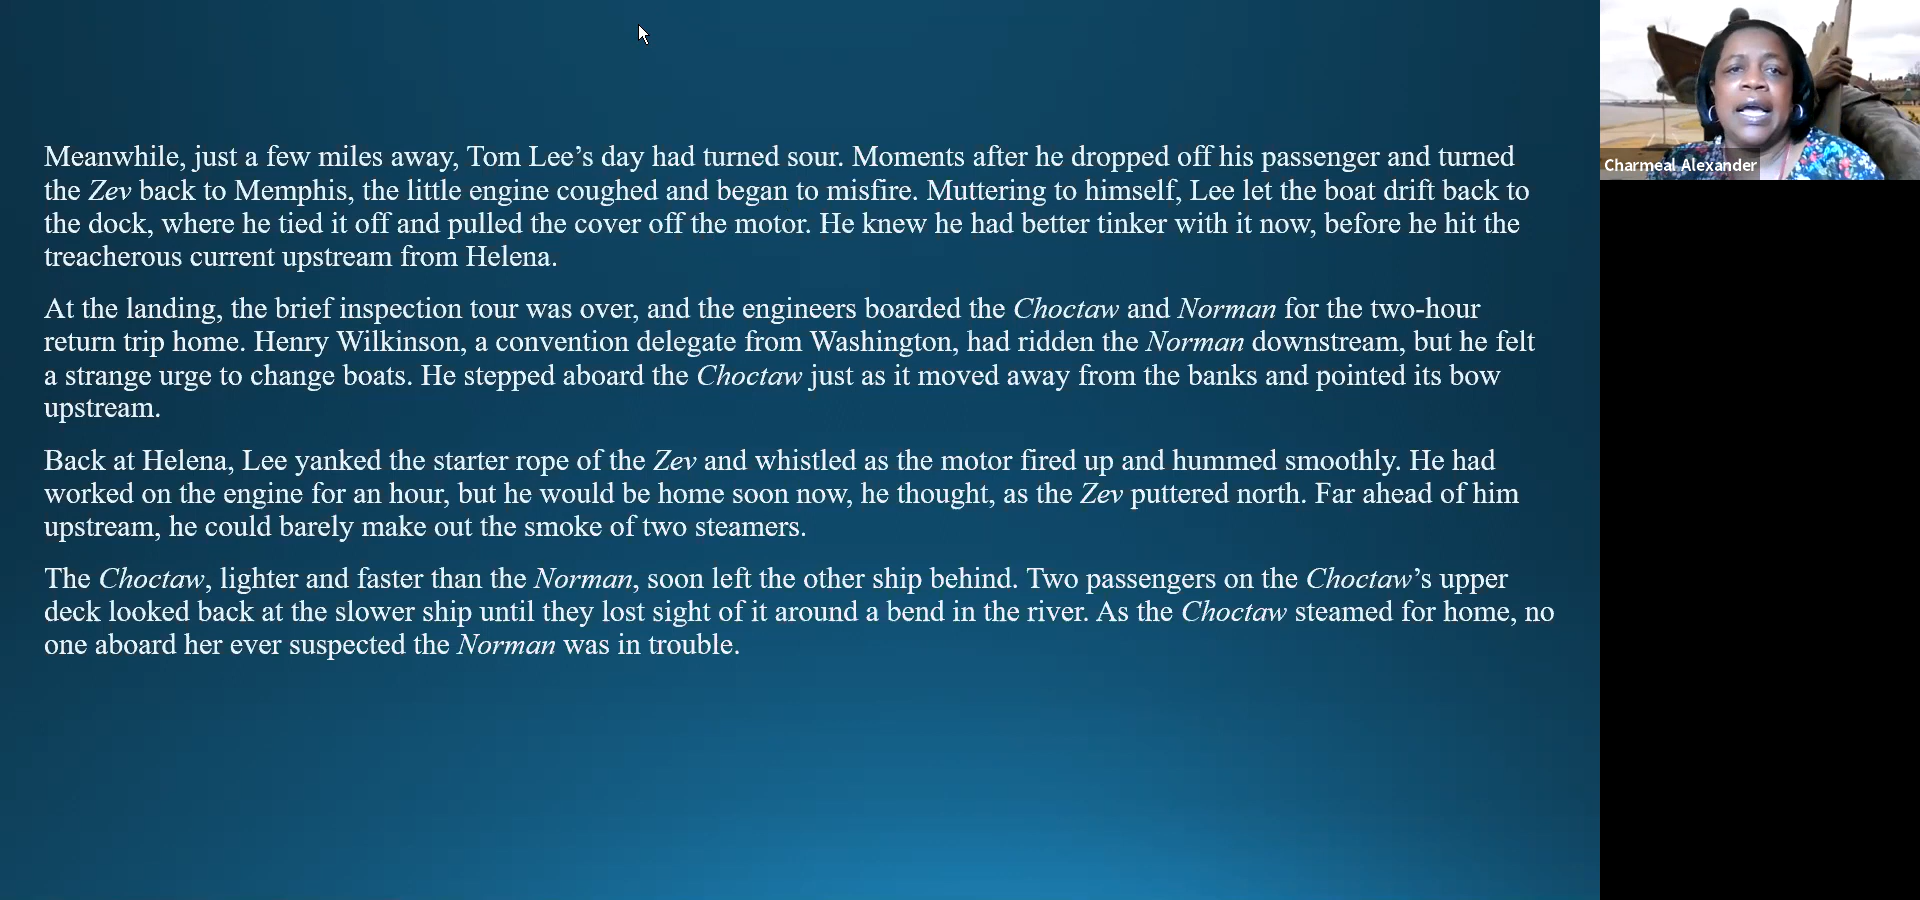 Meanwhile, just a few miles away, Tom Lee’s day had turned sour. Moments after he dropped off his passenger and turned
the Zev back to Memphis, the little engine coughed and began to misfire. Muttering to himself, Lee let the boat drift back to
the dock, where he tied it off and pulled the cover off the motor. He knew he had better tinker with it now, before he hit the
treacherous current upstream from Helena.
At the landing, the brief inspection tour was over, and the engineers boarded the Choctaw and Norman for the two-hour
return trip home. Henry Wilkinson, a convention delegate from Washington, had ridden the Norman downstream, but he felt
a strange urge to change boats. He stepped aboard the Choctaw just as it moved away from the banks and pointed its bow
upstream.
Back at Helena, Lee yanked the starter rope of the Zev and whistled as the motor fired up and hummed smoothly. He had
worked on the engine for an hour, but he would be home soon now, he thought, as the Zev puttered north. Far ahead of him
upstream, he could barely make out the smoke of two steamers.
The Choctaw, lighter and faster than the Norman, soon left the other ship behind. Two passengers on the Choctaw’s upper
deck looked back at the slower ship until they lost sight of it around a bend in the river. As the Choctaw steamed for home, no
one aboard her ever suspected the Norman was in trouble.
Charmeal Alexander